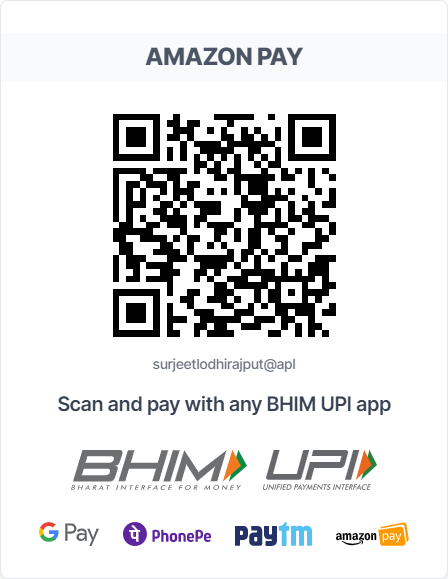 AMAZON PAY
surjeetlodhirajput@apl
Scan and pay with any BHIM UPI app
BHIM UPI
BHARAT INTERFACE FOR MONEY UNIFIED PAYMENTS INTERFACE
G Pay पे PhonePe paytm amazon pay